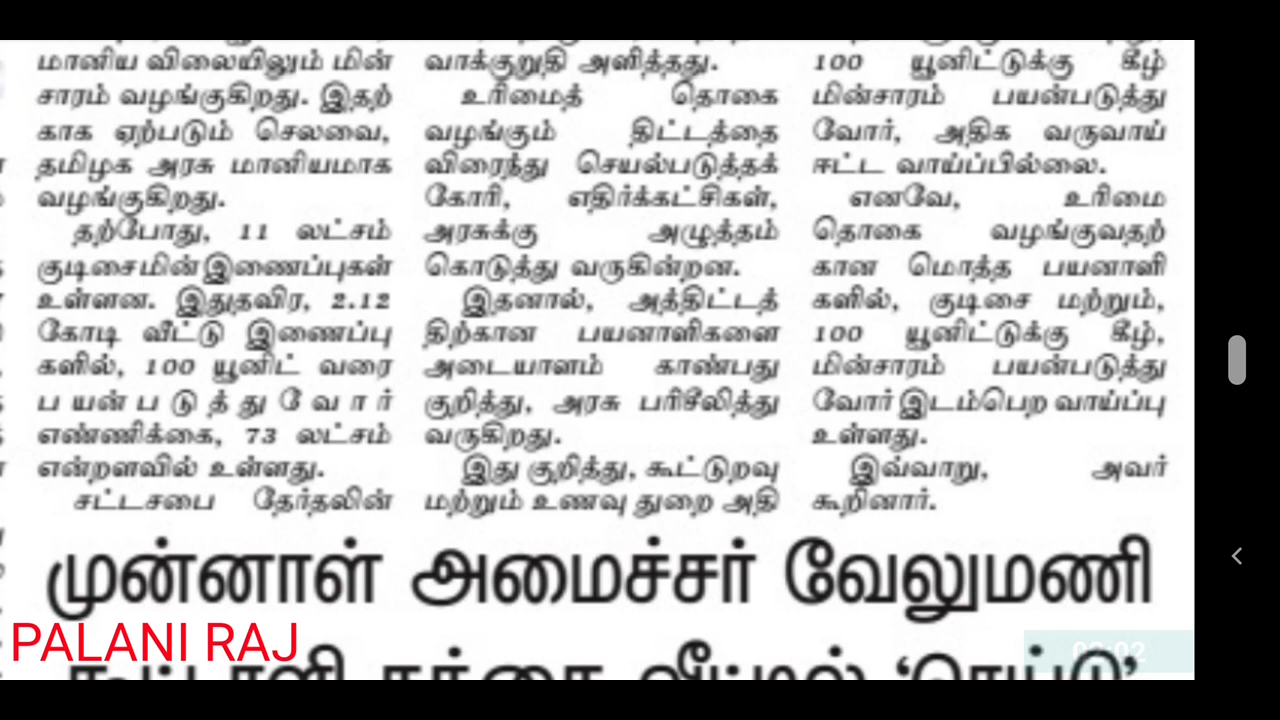 மானிய விலையிலும் மின்
சாரம் வழங்குகிறது. இதற்
காக ஏற்படும் செலவை,
தமிழக அரசு மானியமாக
வழங்குகிறது.
தற்போது, 11 லட்சம்
குடிசைமின்இணைப்புகள்
உள்ளன. இதுதவிர, 2.12
கோடி வீட்டு இணைப்பு
களில், 100 யூனிட் வரை
பயன்படுத்துவோர்
எண்ணிக்கை, 73 லட்சம்
என்றளவில் உள்ளது.
சட்டசபை தேர்தலின்
வாக்குறுதி அளித்தது.
உரிமைத் தொகை
வழங்கும் திட்டத்தை
விரைந்து செயல்படுத்தக்
கோரி, எதிர்க்கட்சிகள்,
அரசுக்கு அழுத்தம்
கொடுத்து வருகின்றன.
இதனால், அத்திட்டத்
திற்கான பயனாளிகளை
அடையாளம் காண்பது
குறித்து, அரசு பரிசீலித்து
வருகிறது.
இது குறித்து, கூட்டுறவு
மற்றும் உணவு துறை அதி
100 யூனிட்டுக்கு கீழ்
மின்சாரம் பயன்படுத்து
வோர், அதிக வருவாய்
ஈட்ட வாய்ப்பில்லை.
எனவே, உரிமை
தொகை வழங்குவதற்
கான மொத்த பயனாளி
களில், குடிசை மற்றும்,
100 யூனிட்டுக்கு கீழ்,
மின்சாரம் பயன்படுத்து
வோர் இடம்பெற வாய்ப்பு
உள்ளது.
இவ்வாறு, அவர்
கூறினார்.
முன்னாள் அமைச்சர் வேலுமணி
PALANI RAJ